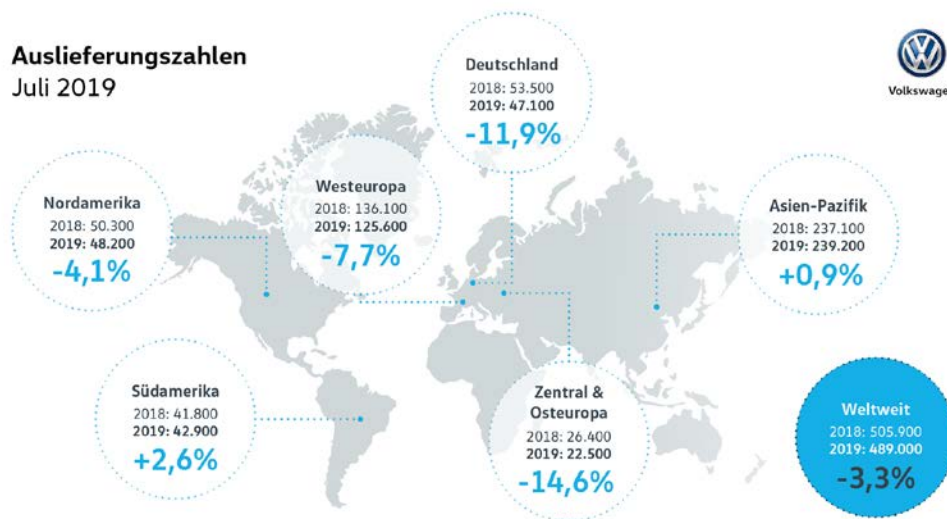 Auslieferungszahlen
Juli 2019
Volkswage
Deutschland
2018: 53.500
2019: 47.100
-11,9%
Westeuropa
2018: 136.100
2019: 125.600
-7,7%
Nordamerika
2018: 50.300
2019: 48.200
-4,1%
Asien-Pazifik
2018: 237.100
2019: 239.200
+0,9%
Südamerika
2018: 41.800
2019: 42.900
+2,6%
Zentral &
Osteuropa
2018: 26.400
2019: 22.500
-14,6%
Weltweit
2018: 505.900
2019: 489.000
-3,3%